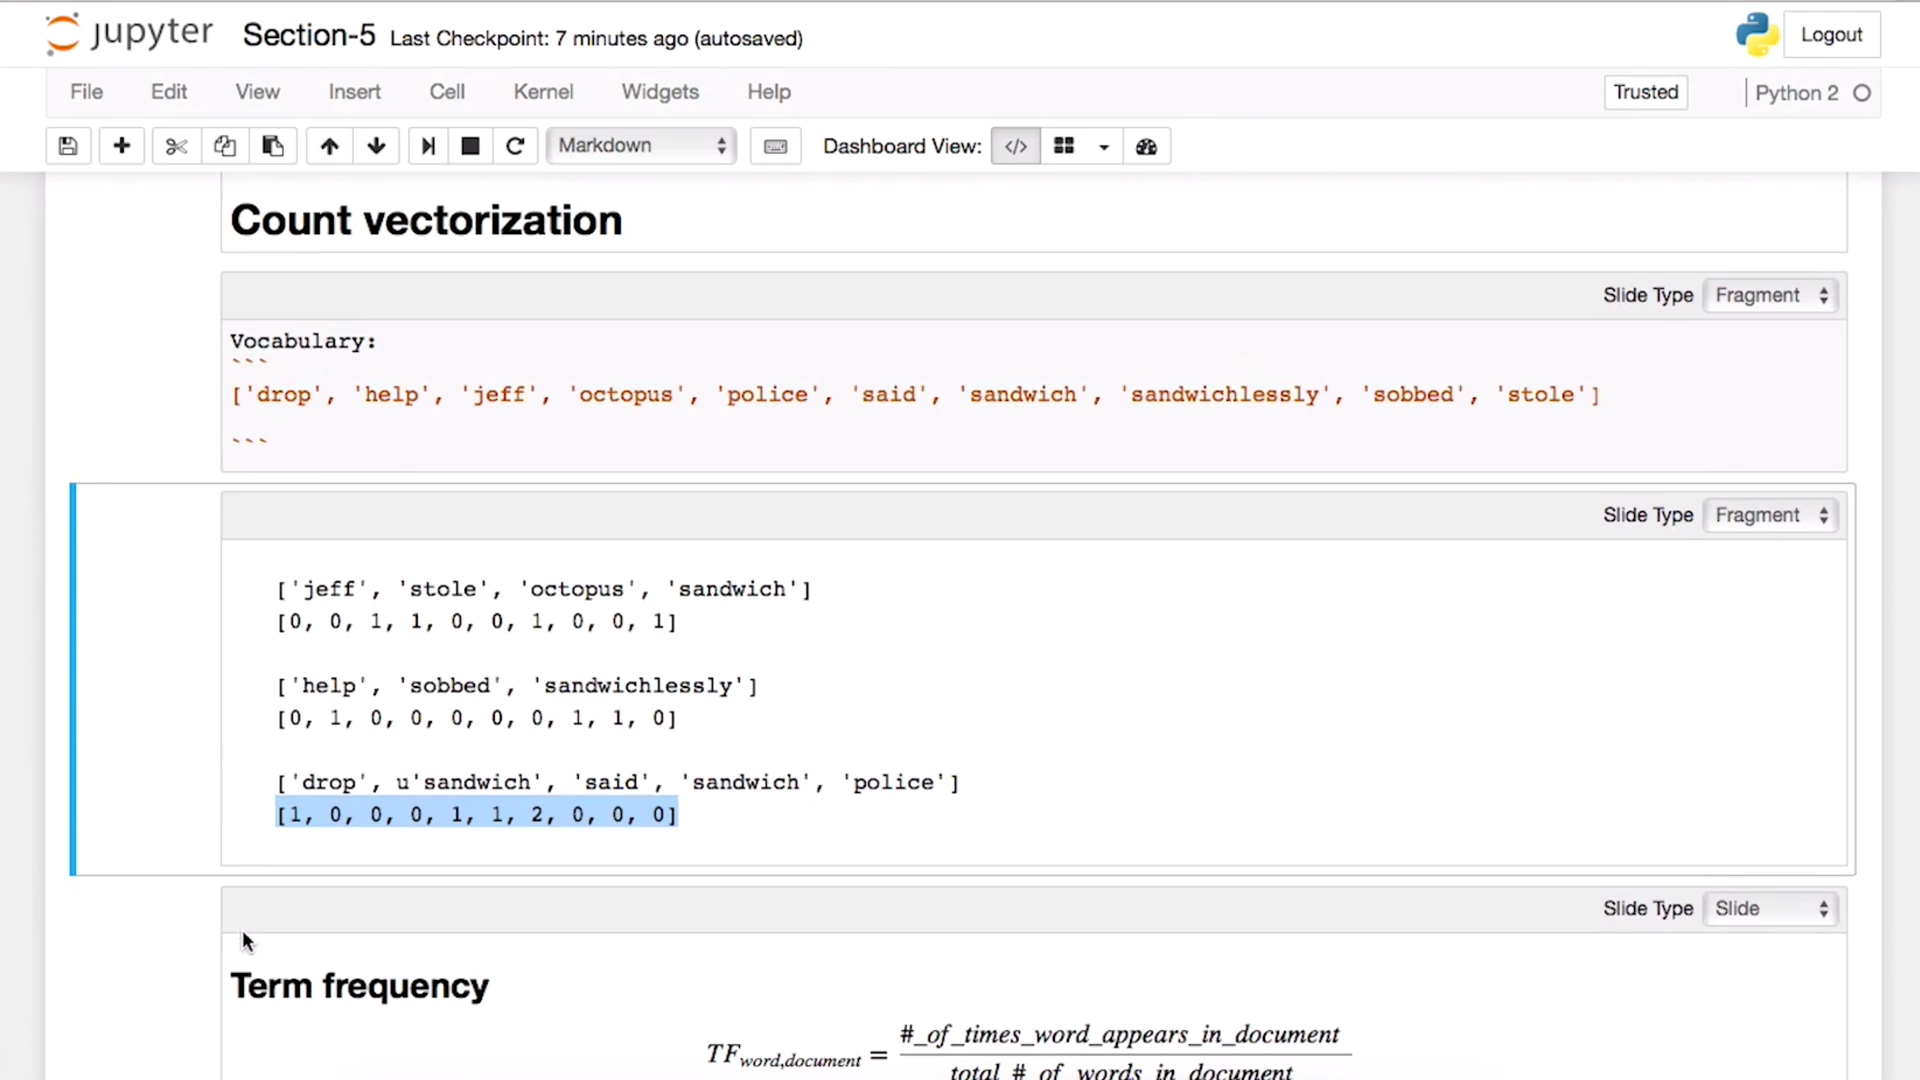 jupyter Section-5 Last Checkpoint: 7 minutes ago (autosaved) Logout
File Edit View Insert Cell Kernel Widgets Help Trusted Python 2
Markdown Dashboard View: </>
Count vectorization
Slide Type Fragment
Vocabulary:
```
['drop', 'help', 'jeff', 'octopus', 'police', 'said', 'sandwich', 'sandwichlessly', 'sobbed', 'stole']
```
Slide Type Fragment
['jeff', 'stole', 'octopus', 'sandwich']
[0, 0, 1, 1, 0, 0, 1, 0, 0, 1]
['help', 'sobbed', 'sandwichlessly']
[0, 1, 0, 0, 0, 0, 0, 1, 1, 0]
['drop', u'sandwich', 'said', 'sandwich', 'police']
[1, 0, 0, 0, 1, 1, 2, 0, 0, 0]
Slide Type Slide
Term frequency
#_of_times_word_appears_in_document
TF word,document =
total_#_of_words_in_document